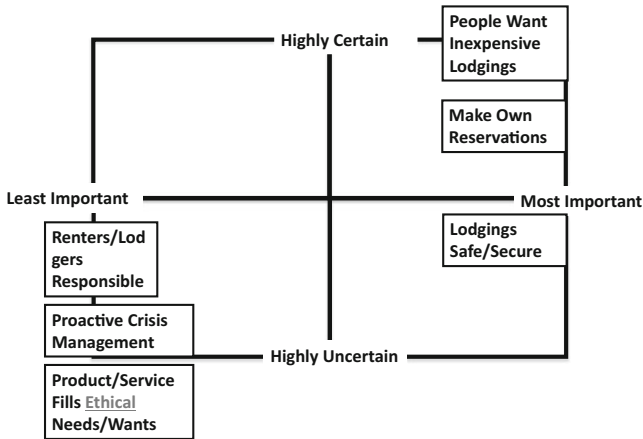 Highly Certain
People Want
Inexpensive
Lodgings
Make Own
Reservations
Least Important
Most Important
Renters/Lod
gers
Responsible
Lodgings
Safe/Secure
Proactive Crisis
Management
Highly Uncertain
Product/Service
Fills Ethical
Needs/Wants